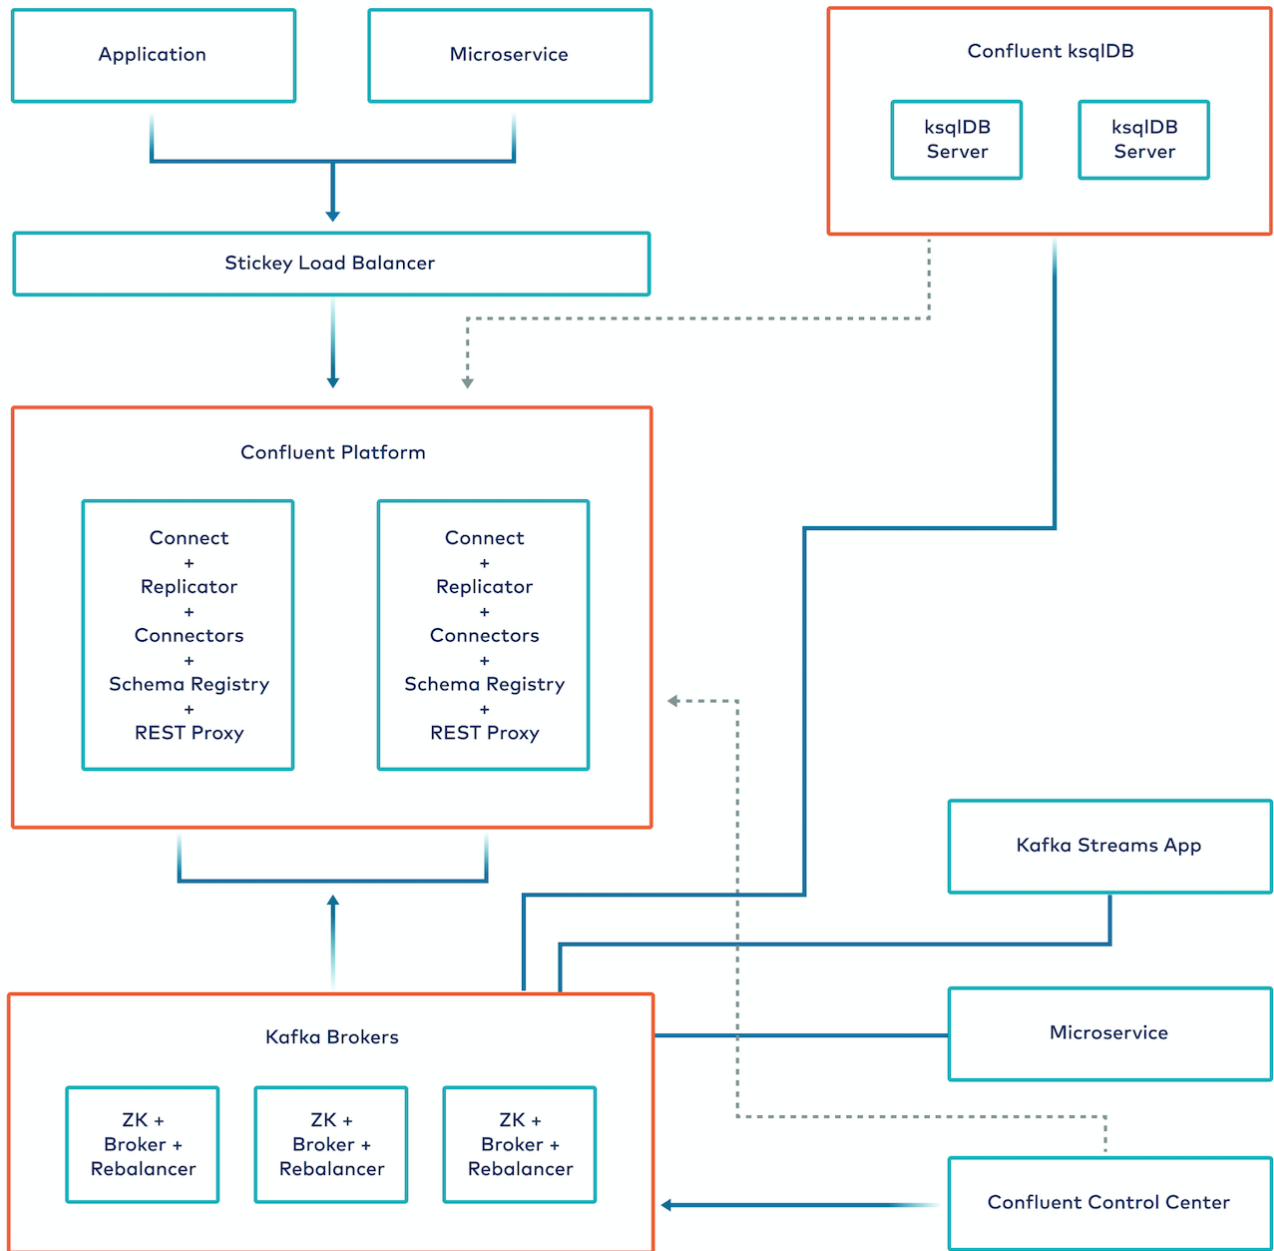 Application
Microservice
Confluent ksqlDB
ksqlDB
Server
ksqlDB
Server
Stickey Load Balancer
Confluent Platform
Connect
+
Replicator
+
Connectors
+
Schema Registry
+
REST Proxy
Connect
+
Replicator
+
Connectors
+
Schema Registry
+
REST Proxy
Kafka Streams App
Kafka Brokers
Microservice
ZK +
Broker +
Rebalancer
ZK +
Broker +
Rebalancer
ZK +
Broker +
Rebalancer
Confluent Control Center